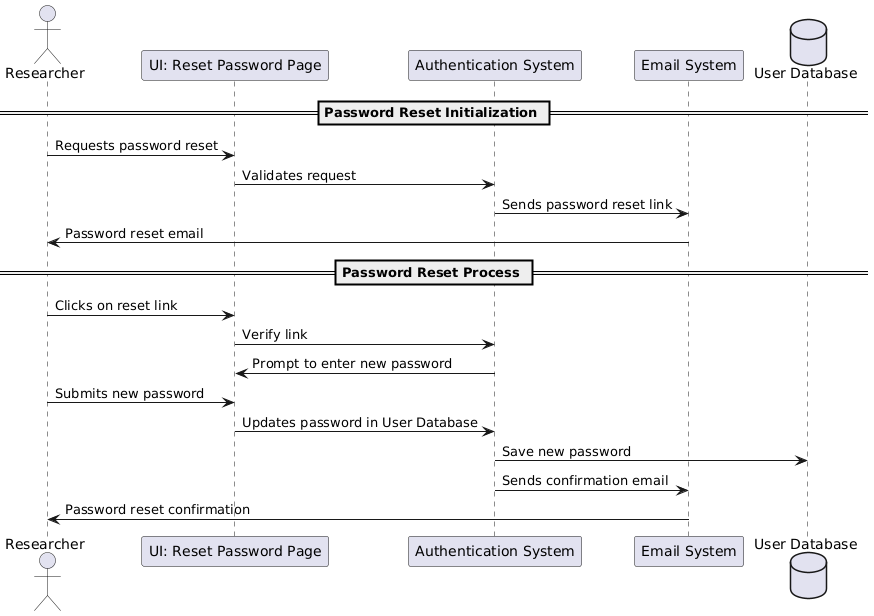 Researcher
UI: Reset Password Page
Authentication System
Email System
User Database
Password Reset Initialization
Requests password reset
Validates request
Sends password reset link
Password reset email
Password Reset Process
Clicks on reset link
Verify link
Prompt to enter new password
Submits new password
Updates password in User Database
Save new password
Sends confirmation email
Password reset confirmation
Researcher
UI: Reset Password Page
Authentication System
Email System
User Database